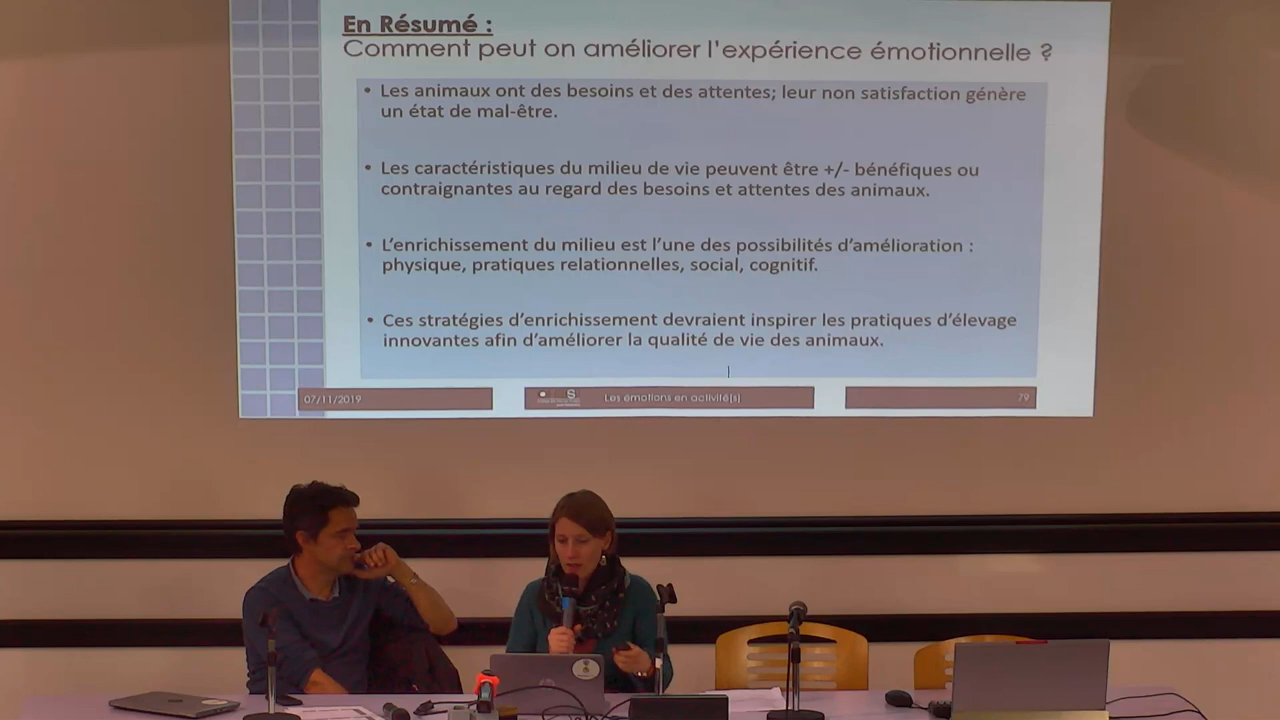 En Résumé :
Comment peut on améliorer l'expérience émotionnelle ?
• Les animaux ont des besoins et des attentes; leur non satisfaction génère
un état de mal-être.
• Les caractéristiques du milieu de vie peuvent être +/- bénéfiques ou
contraignantes au regard des besoins et attentes des animaux.
• L'enrichissement du milieu est l'une des possibilités d'amélioration :
physique, pratiques relationnelles, social, cognitif.
• Ces stratégies d'enrichissement devraient inspirer les pratiques d'élevage
innovantes afin d'améliorer la qualité de vie des animaux.
07/11/2019
Les émotions en activité(s)
79